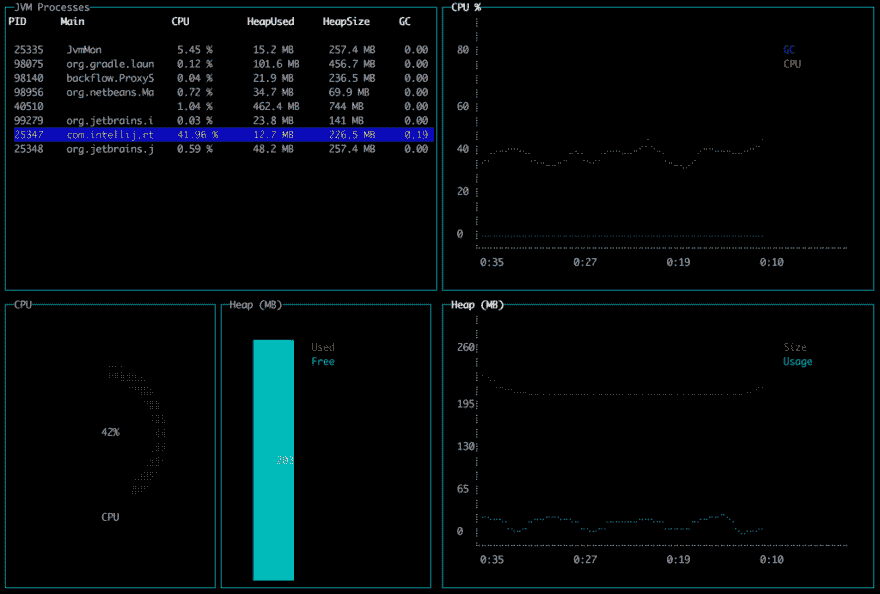 JVM Processes
PID Main CPU HeapUsed HeapSize GC
25335 JvmMon 5.45 % 15.2 MB 257.4 MB 0.00
98075 org.gradle.laun 0.12 % 101.6 MB 456.7 MB 0.00
98140 backflow.ProxyS 0.04 % 21.9 MB 236.5 MB 0.00
98956 org.netbeans.Ma 0.72 % 34.7 MB 69.9 MB 0.00
40510 1.04 % 462.4 MB 744 MB 0.00
99279 org.jetbrains.i 0.03 % 23.8 MB 141 MB 0.00
25347 com.intellij.rt 41.96 % 12.7 MB 226.5 MB 0.19
25348 org.jetbrains.j 0.59 % 48.2 MB 257.4 MB 0.00
CPU %
GC
CPU
80
60
40
20
0
0:35 0:27 0:19 0:10
CPU
42%
CPU
Heap (MB)
Used
Free
203
Heap (MB)
Size
Usage
260
195
130
65
0
0:35 0:27 0:19 0:10